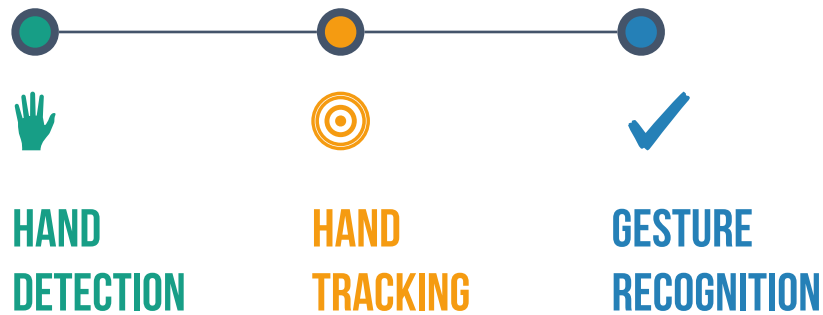 HAND
DETECTION
HAND
TRACKING
GESTURE
RECOGNITION